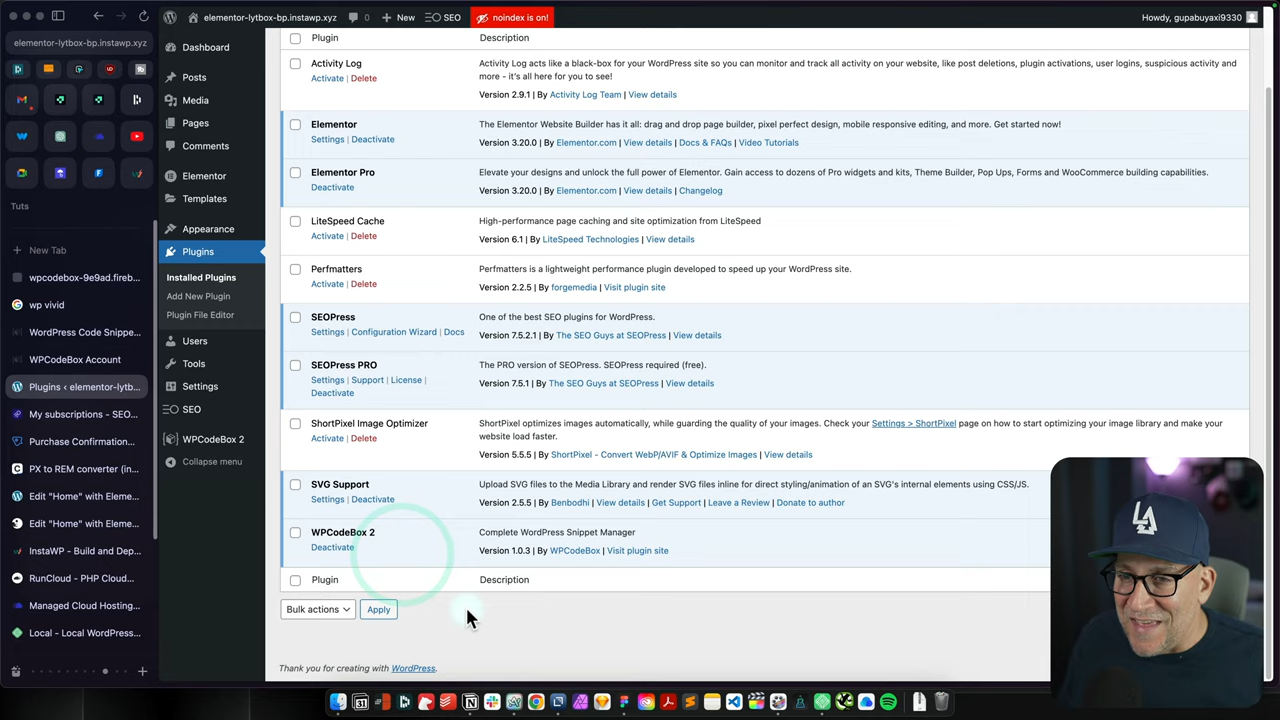 elementor-lytbox-bp.instawp.xyz
0
New
SEO
noindex is on!
Howdy, gupabuyaxi9330
elementor-lytbox-bp.instawp.xyz
Tuts
New Tab
wpcodebox-9e9ad.fireb...
wp vivid
WordPress Code Snippe...
WPCodeBox Account
Plugins ‹ elementor-lytb...
My subscriptions - SEO...
Purchase Confirmation...
PX to REM converter (in...
Edit "Home" with Eleme...
Edit "Home" with Eleme...
InstaWP - Build and Dep...
RunCloud - PHP Cloud...
Managed Cloud Hosting...
Local - Local WordPress...
Dashboard
Posts
Media
Pages
Comments
Elementor
Templates
Appearance
Plugins
Installed Plugins
Add New Plugin
Plugin File Editor
Users
Tools
Settings
SEO
WPCodeBox 2
Collapse menu
Plugin Description
Activity Log
Activate | Delete
Activity Log acts like a black-box for your WordPress site so you can monitor and track all activity on your website, like post deletions, plugin activations, user logins, suspicious activity and
more - it's all here for you to see!
Version 2.9.1 | By Activity Log Team | View details
Elementor
Settings | Deactivate
The Elementor Website Builder has it all: drag and drop page builder, pixel perfect design, mobile responsive editing, and more. Get started now!
Version 3.20.0 | By Elementor.com | View details | Docs & FAQs | Video Tutorials
Elementor Pro
Deactivate
Elevate your designs and unlock the full power of Elementor. Gain access to dozens of Pro widgets and kits, Theme Builder, Pop Ups, Forms and WooCommerce building capabilities.
Version 3.20.0 | By Elementor.com | View details | Changelog
LiteSpeed Cache
Activate | Delete
High-performance page caching and site optimization from LiteSpeed
Version 6.1 | By LiteSpeed Technologies | View details
Perfmatters
Activate | Delete
Perfmatters is a lightweight performance plugin developed to speed up your WordPress site.
Version 2.2.5 | By forgemedia | Visit plugin site
SEOPress
Settings | Configuration Wizard | Docs
One of the best SEO plugins for WordPress.
Version 7.5.2.1 | By The SEO Guys at SEOPress | View details
SEOPress PRO
Settings | Support | License |
Deactivate
The PRO version of SEOPress. SEOPress required (free).
Version 7.5.1 | By The SEO Guys at SEOPress | View details
ShortPixel Image Optimizer
Activate | Delete
ShortPixel optimizes images automatically, while guarding the quality of your images. Check your Settings > ShortPixel page on how to start optimizing your image library and make your
website load faster.
Version 5.5.5 | By ShortPixel - Convert WebP/AVIF & Optimize Images | View details
SVG Support
Settings | Deactivate
Upload SVG files to the Media Library and render SVG files inline for direct styling/animation of an SVG's internal elements using CSS/JS.
Version 2.5.5 | By Benbodhi | View details | Get Support | Leave a Review | Donate to author
WPCodeBox 2
Deactivate
Complete WordPress Snippet Manager
Version 1.0.3 | By WPCodeBox | Visit plugin site
Plugin Description
Bulk actions Apply
Thank you for creating with WordPress.